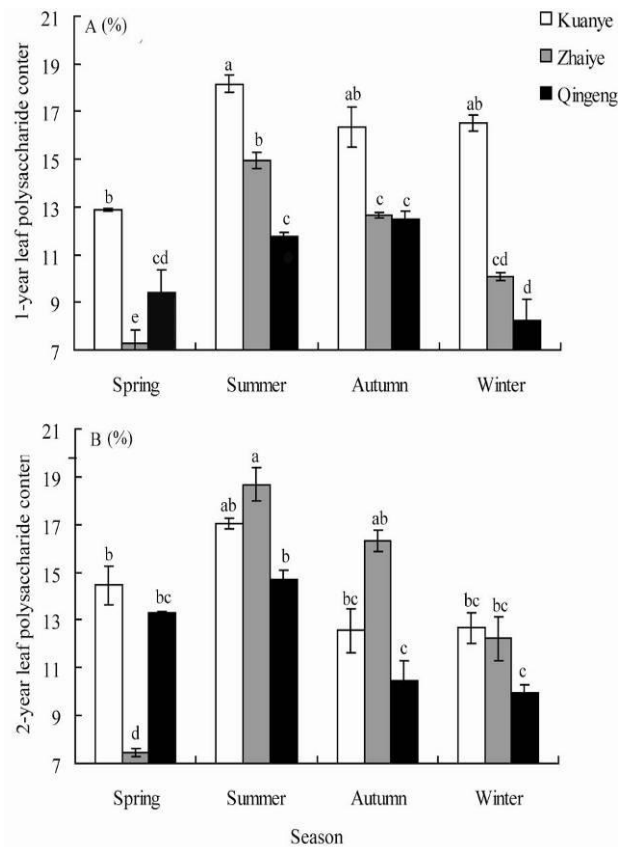 A (%)
Kuanye
Zhaiye
Qingeng
1-year leaf polysaccharide conter
21
19
17
15
13
11
9
7
b
e
cd
a
b
c
ab
c
c
ab
cd
d
Spring
Summer
Autumn
Winter
B (%)
2-year leaf polysaccharide conter
21
19
17
15
13
11
9
7
b
d
bc
ab
a
b
bc
ab
c
bc
bc
c
Spring
Summer
Autumn
Winter
Season